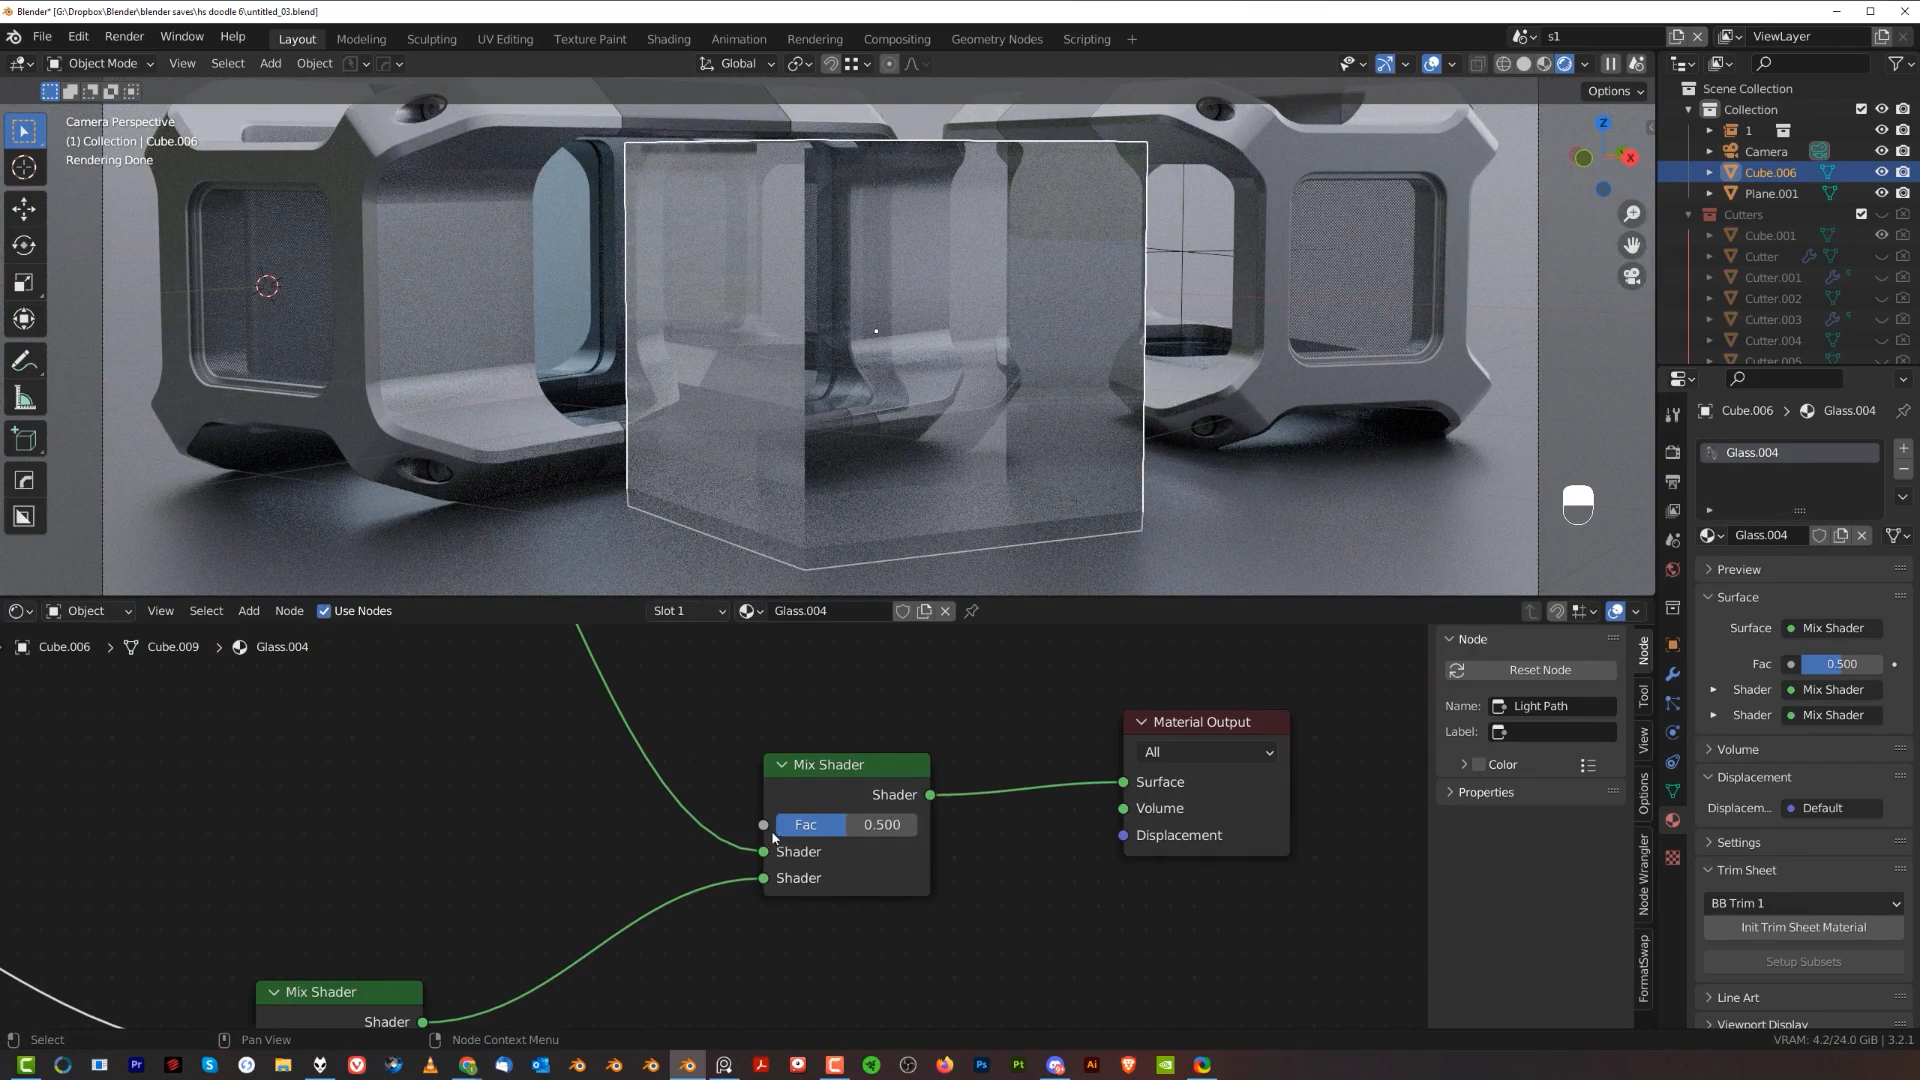 Blender* [G:\Dropbox\Blender\blender saves\hs doodle 6\untitled_03.blend]
File Edit Render Window Help
Layout Modeling Sculpting UV Editing Texture Paint Shading Animation Rendering Compositing Geometry Nodes Scripting +
s1
ViewLayer
Object Mode View Select Add Object
Global
Options
Camera Perspective
(1) Collection | Cube.006
Rendering Done
Z
X
Scene Collection
Collection
1
Camera
Cube.006
Plane.001
Cutters
Cube.001
Cutter
Cutter.001
Cutter.002
Cutter.003
Cutter.004
Cutter.005
Cube.006 > Glass.004
Glass.004
Glass.004
Preview
Surface
Surface Mix Shader
Fac 0.500
Shader Mix Shader
Shader Mix Shader
Volume
Displacement
Displacem... Default
Settings
Trim Sheet
BB Trim 1
Init Trim Sheet Material
Setup Subsets
Line Art
Viewport Display
Object View Select Add Node Use Nodes
Slot 1
Glass.004
Cube.006 > Cube.009 > Glass.004
Mix Shader
Shader
Fac 0.500
Shader
Shader
Material Output
All
Surface
Volume
Displacement
Mix Shader
Shader
Node
Reset Node
Name: Light Path
Label:
Color
Properties
Node
Tool
View
Options
Node Wrangler
FormatSwap
Select
Pan View
Node Context Menu
VRAM: 4.2/24.0 GiB | 3.2.1